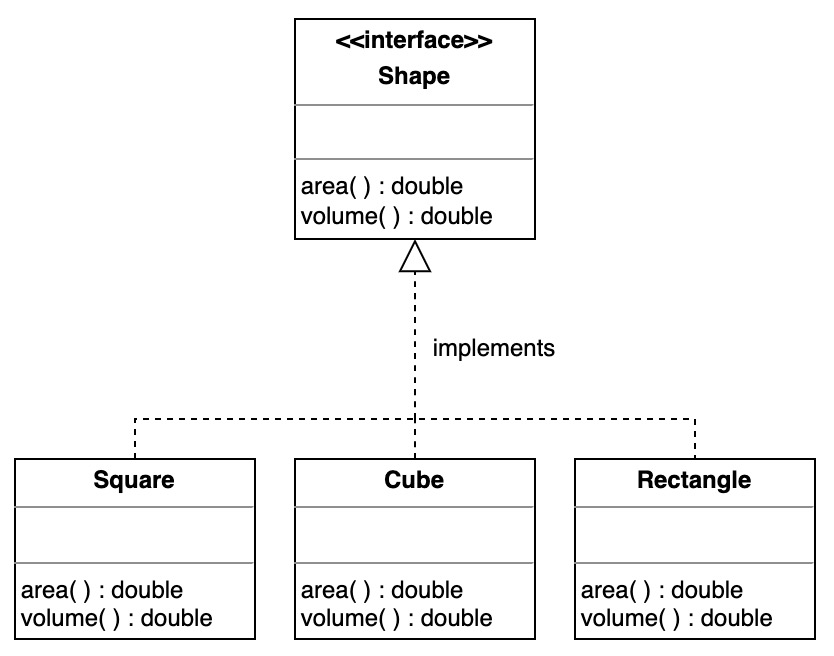 <<interface>>
Shape
area( ) : double
volume( ) : double
implements
Square
area( ) : double
volume( ) : double
Cube
area( ) : double
volume( ) : double
Rectangle
area( ) : double
volume( ) : double